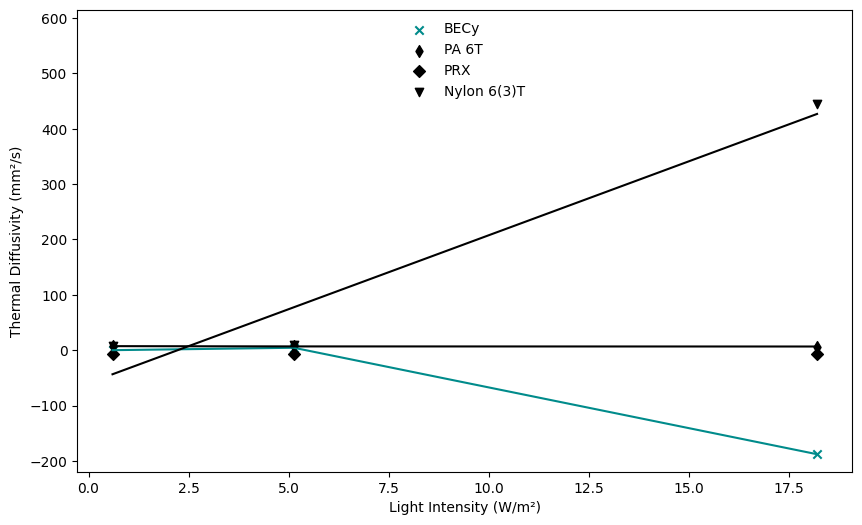 600
500
400
300
200
100
0
−100
−200
Thermal Diffusivity (mm²/s)
BECy
PA 6T
PRX
Nylon 6(3)T
0.0 2.5 5.0 7.5 10.0 12.5 15.0 17.5
Light Intensity (W/m²)